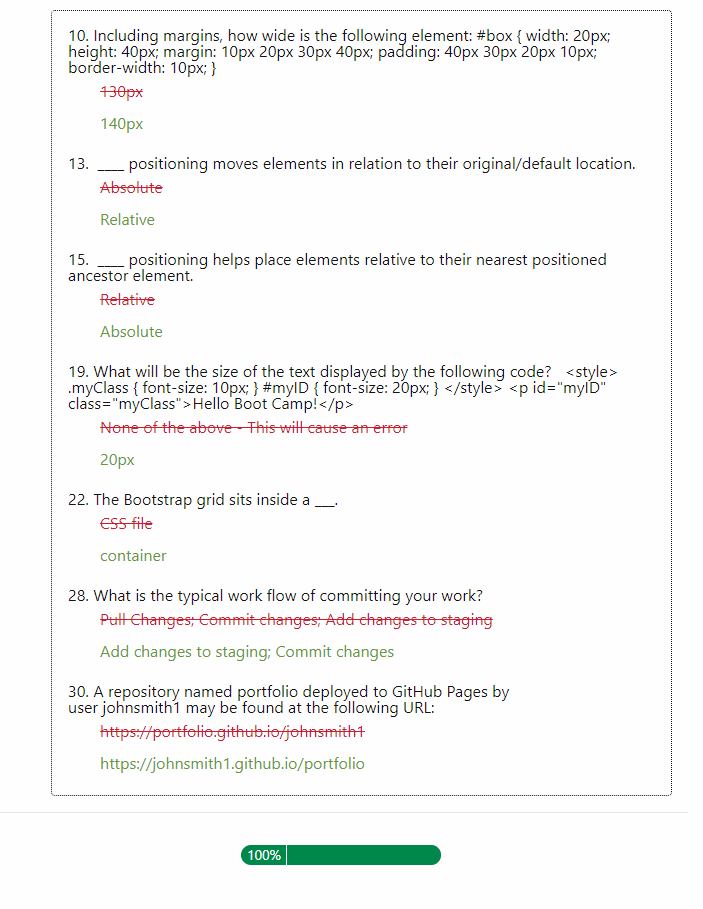 10. Including margins, how wide is the following element: #box { width: 20px;
height: 40px; margin: 10px 20px 30px 40px; padding: 40px 30px 20px 10px;
border-width: 10px; }
130px
140px
13.  ____ positioning moves elements in relation to their original/default location.
Absolute
Relative
15.  ____ positioning helps place elements relative to their nearest positioned
ancestor element.
Relative
Absolute
19. What will be the size of the text displayed by the following code?   <style>
.myClass { font-size: 10px; } #myID { font-size: 20px; } </style> <p id="myID"
class="myClass">Hello Boot Camp!</p>
None of the above - This will cause an error
20px
22. The Bootstrap grid sits inside a ___.
CSS file
container
28. What is the typical work flow of committing your work?
Pull Changes; Commit changes; Add changes to staging
Add changes to staging; Commit changes
30. A repository named portfolio deployed to GitHub Pages by
user johnsmith1 may be found at the following URL:
https://portfolio.github.io/johnsmith1
https://johnsmith1.github.io/portfolio
100%